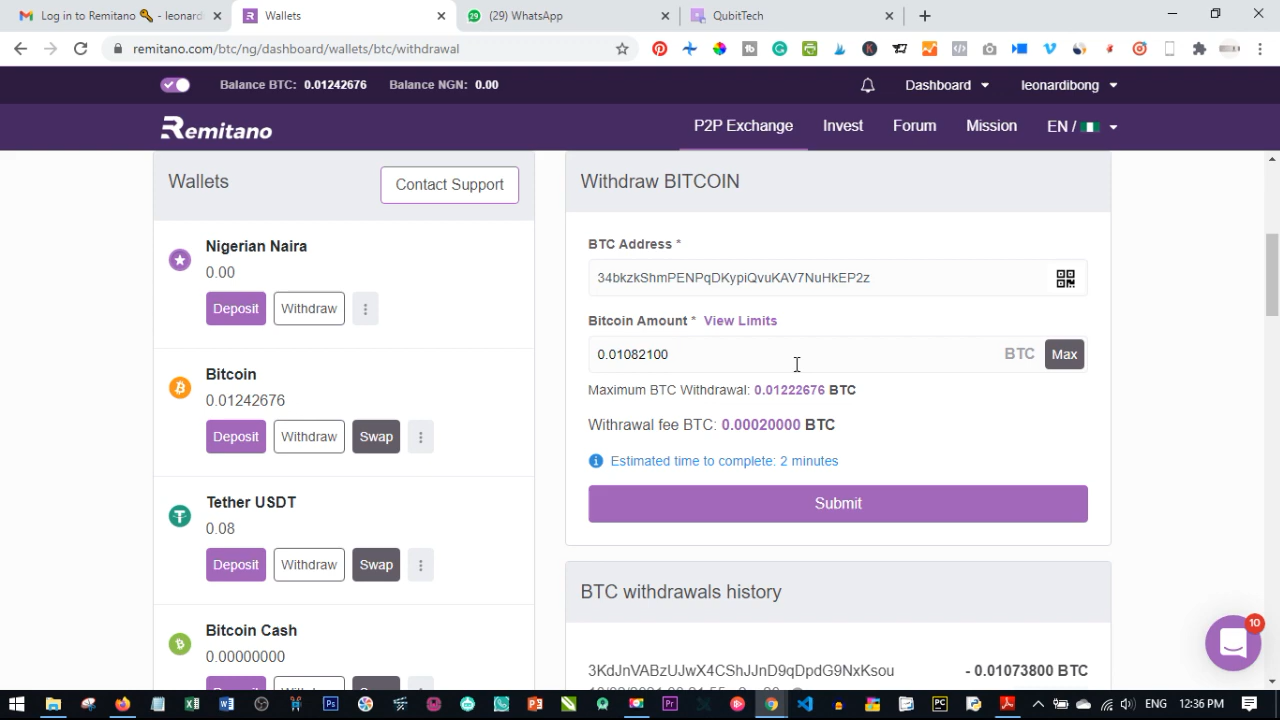 Log in to Remitano 🔑 - leonard
Wallets
(29) WhatsApp
QubitTech
remitano.com/btc/ng/dashboard/wallets/btc/withdrawal
Balance BTC: 0.01242676
Balance NGN: 0.00
Dashboard
leonardibong
Remitano
P2P Exchange
Invest
Forum
Mission
EN /
Wallets
Contact Support
Nigerian Naira
0.00
Deposit
Withdraw
Bitcoin
0.01242676
Deposit
Withdraw
Swap
Tether USDT
0.08
Deposit
Withdraw
Swap
Bitcoin Cash
0.00000000
Withdraw BITCOIN
BTC Address *
34bkzkShmPENPqDKypiQvuKAV7NuHkEP2z
Bitcoin Amount * View Limits
0.01082100
BTC
Max
Maximum BTC Withdrawal: 0.01222676 BTC
Withrawal fee BTC: 0.00020000 BTC
Estimated time to complete: 2 minutes
Submit
BTC withdrawals history
3KdJnVABzUJwX4CShJJnD9qDpdG9NxKsou
- 0.01073800 BTC
10
ENG
12:36 PM